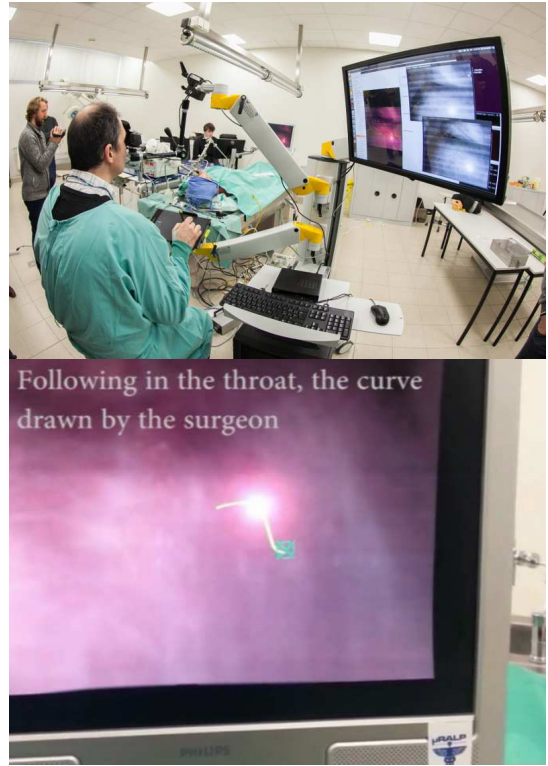 Following in the throat, the curve
drawn by the surgeon
PHILIPS
μRALP